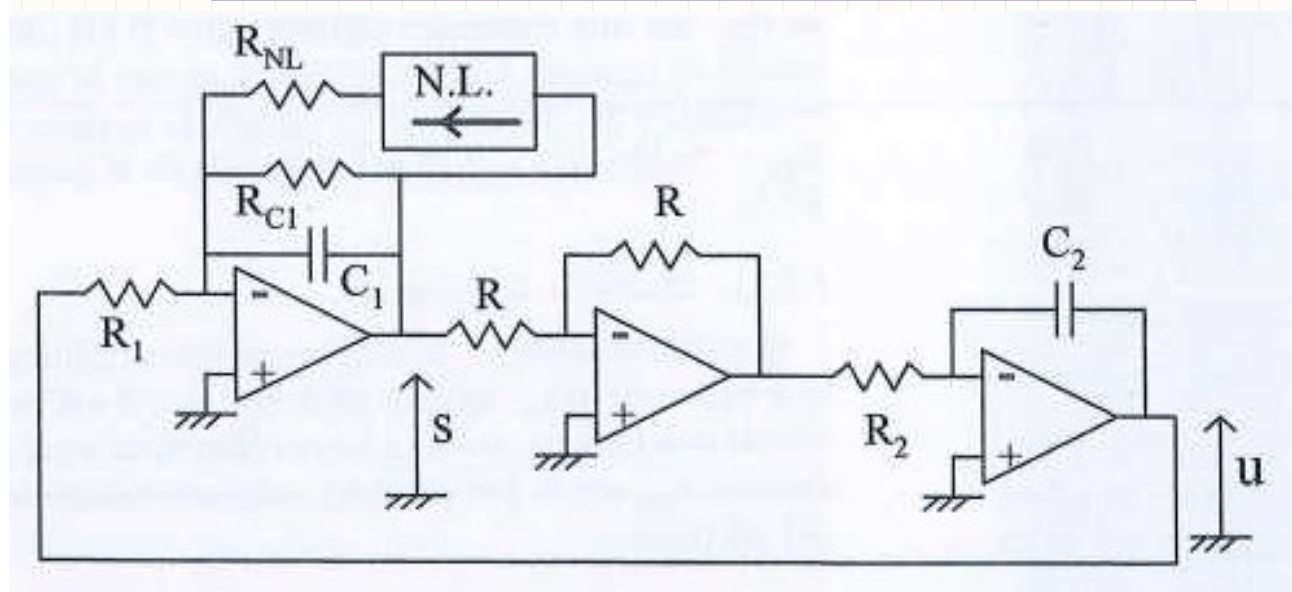 R_NL
N.L.
R_C1
R
C_1
C_2
R_1
R
-
+
-
+
-
+
S
R_2
u